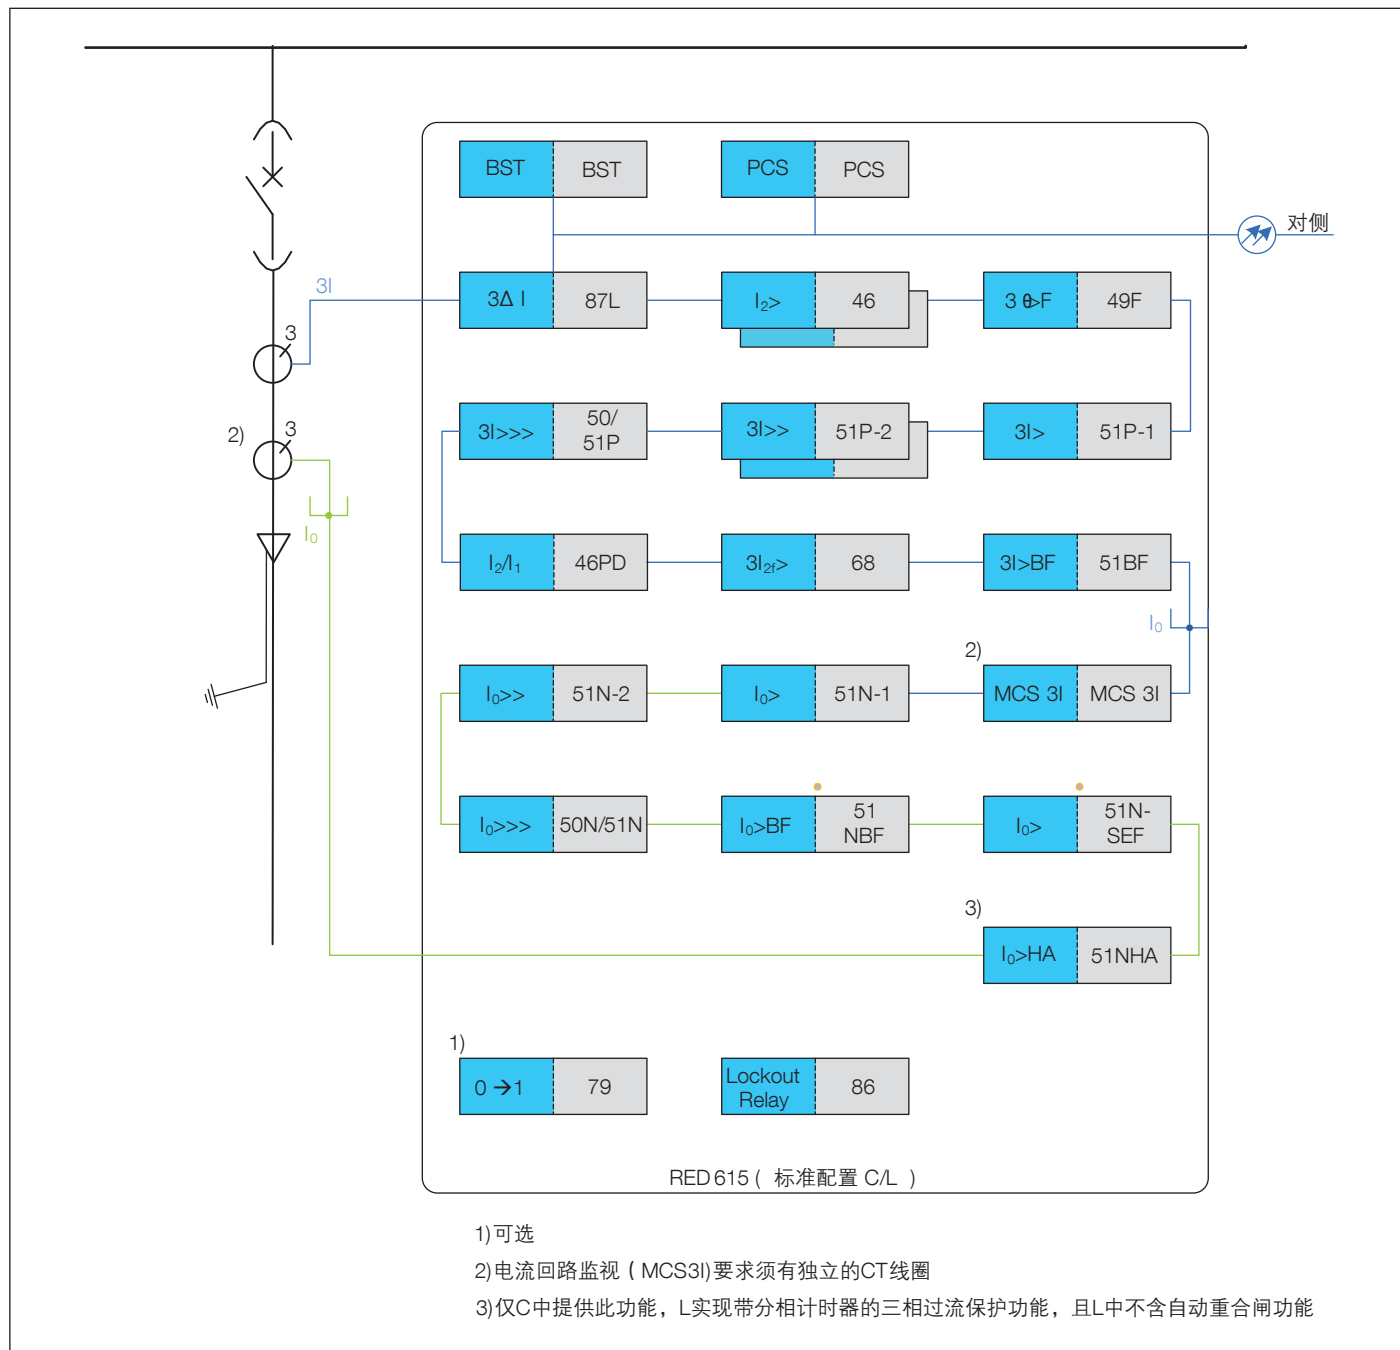 BST BST PCS PCS
对侧
3I
3Δ I 87L I₂> 46 3 θ>F 49F
3
2) 3
3I>>> 50/
51P 3I>> 51P-2 3I> 51P-1
I₀
I₂/I₁ 46PD 3I₂f> 68 3I>BF 51BF
I₀
2)
I₀>> 51N-2 I₀> 51N-1 MCS 3I MCS 3I
I₀>>> 50N/51N I₀>BF 51
NBF I₀> 51N-
SEF
3)
I₀>HA 51NHA
1)
0 →1 79 Lockout
Relay 86
RED 615 ( 标准配置 C/L )
1)可选
2)电流回路监视（MCS3I)要求须有独立的CT线圈
3)仅C中提供此功能，L实现带分相计时器的三相过流保护功能，且L中不含自动重合闸功能